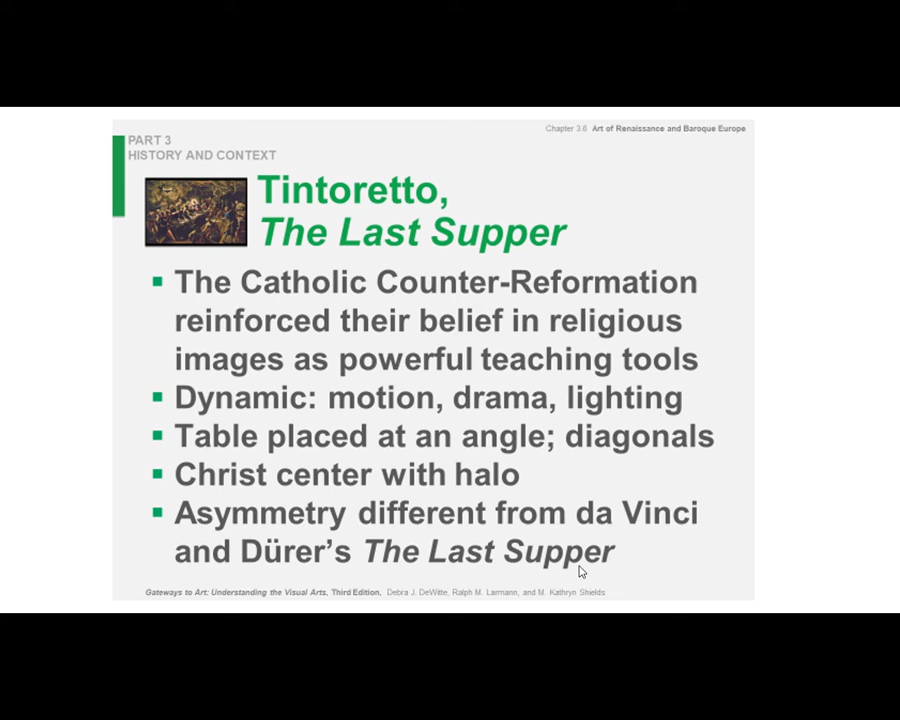 Chapter 3.6 Art of Renaissance and Baroque Europe
PART 3
HISTORY AND CONTEXT
Tintoretto,
The Last Supper
▪ The Catholic Counter-Reformation
reinforced their belief in religious
images as powerful teaching tools
▪ Dynamic: motion, drama, lighting
▪ Table placed at an angle; diagonals
▪ Christ center with halo
▪ Asymmetry different from da Vinci
and Dürer’s The Last Supper
Gateways to Art: Understanding the Visual Arts, Third Edition, Debra J. DeWitte, Ralph M. Larmann, and M. Kathryn Shields